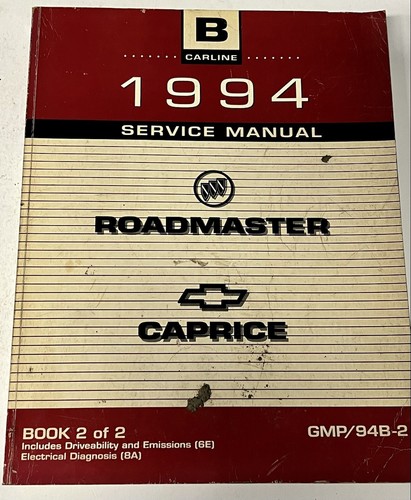 B
CARLINE
1994
SERVICE MANUAL
ROADMASTER
CAPRICE
BOOK 2 of 2
GMP/94B-2
Includes Driveability and Emissions (6E)
Electrical Diagnosis (8A)